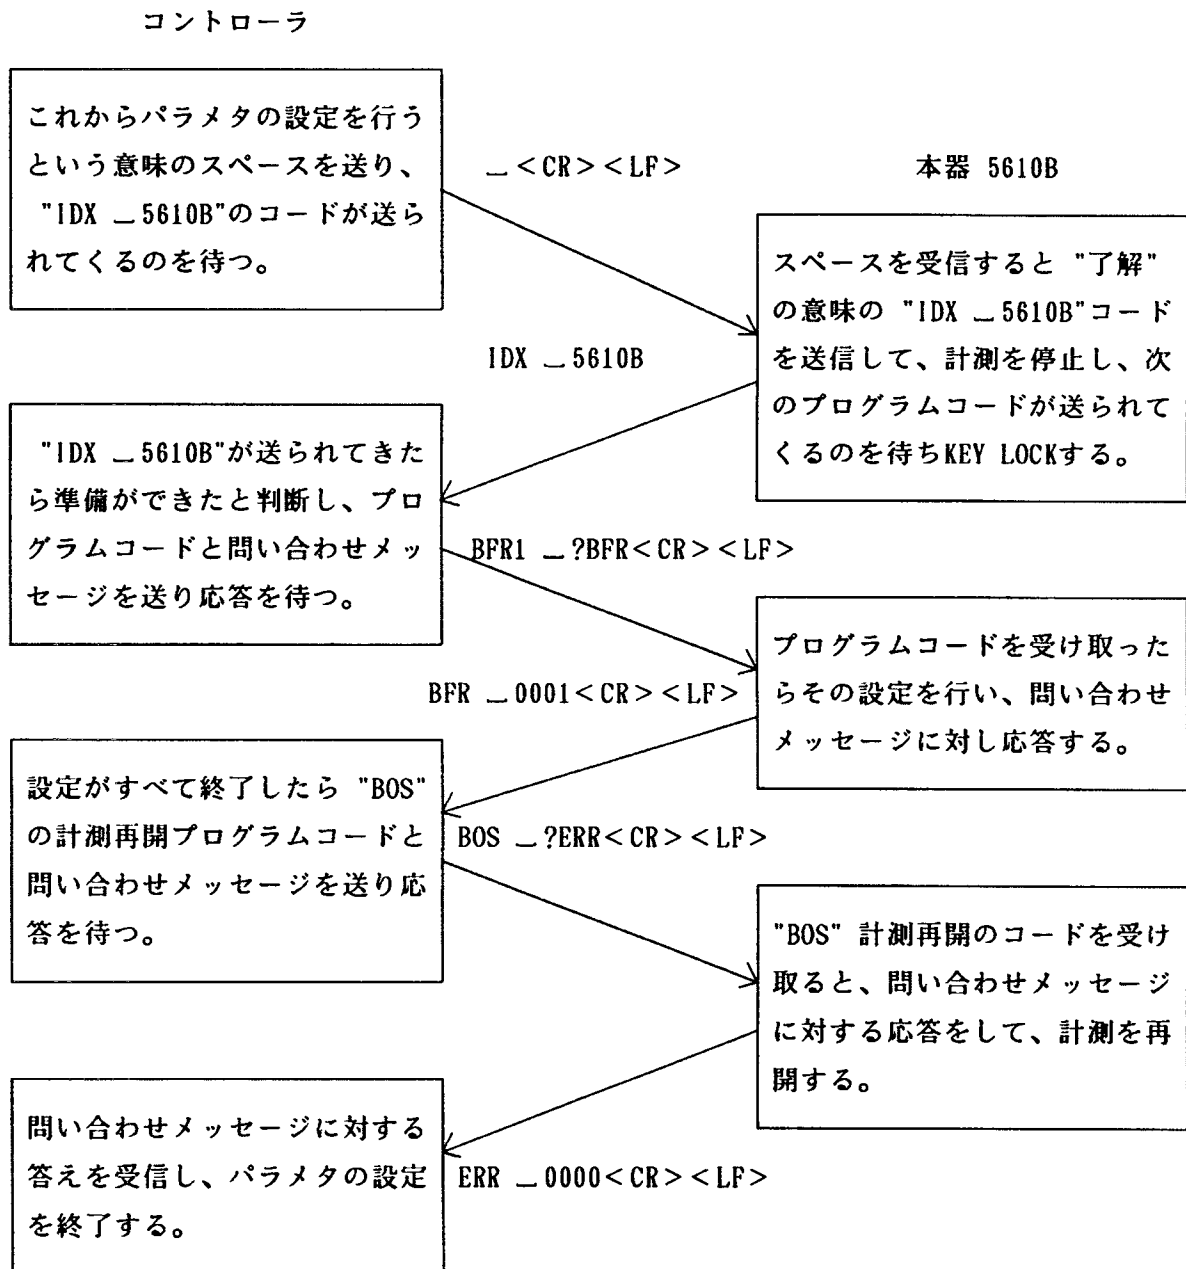 コントローラ
これからパラメタの設定を行う
という意味のスペースを送り、
"IDX _ 5610B"のコードが送ら
れてくるのを待つ。
_ <CR><LF>
本器 5610B
スペースを受信すると "了解"
の意味の "IDX _ 5610B"コード
を送信して、計測を停止し、次
のプログラムコードが送られて
くるのを待ちKEY LOCKする。
IDX _ 5610B
"IDX _ 5610B"が送られてきた
ら準備ができたと判断し、プロ
グラムコードと問い合わせメッ
セージを送り応答を待つ。
BFR1 _ ?BFR<CR><LF>
プログラムコードを受け取った
らその設定を行い、問い合わせ
メッセージに対し応答する。
BFR _ 0001<CR><LF>
設定がすべて終了したら "BOS"
の計測再開プログラムコードと
問い合わせメッセージを送り応
答を待つ。
BOS _ ?ERR<CR><LF>
"BOS" 計測再開のコードを受け
取ると、問い合わせメッセージ
に対する応答をして、計測を再
開する。
問い合わせメッセージに対する
答えを受信し、パラメタの設定
を終了する。
ERR _ 0000<CR><LF>